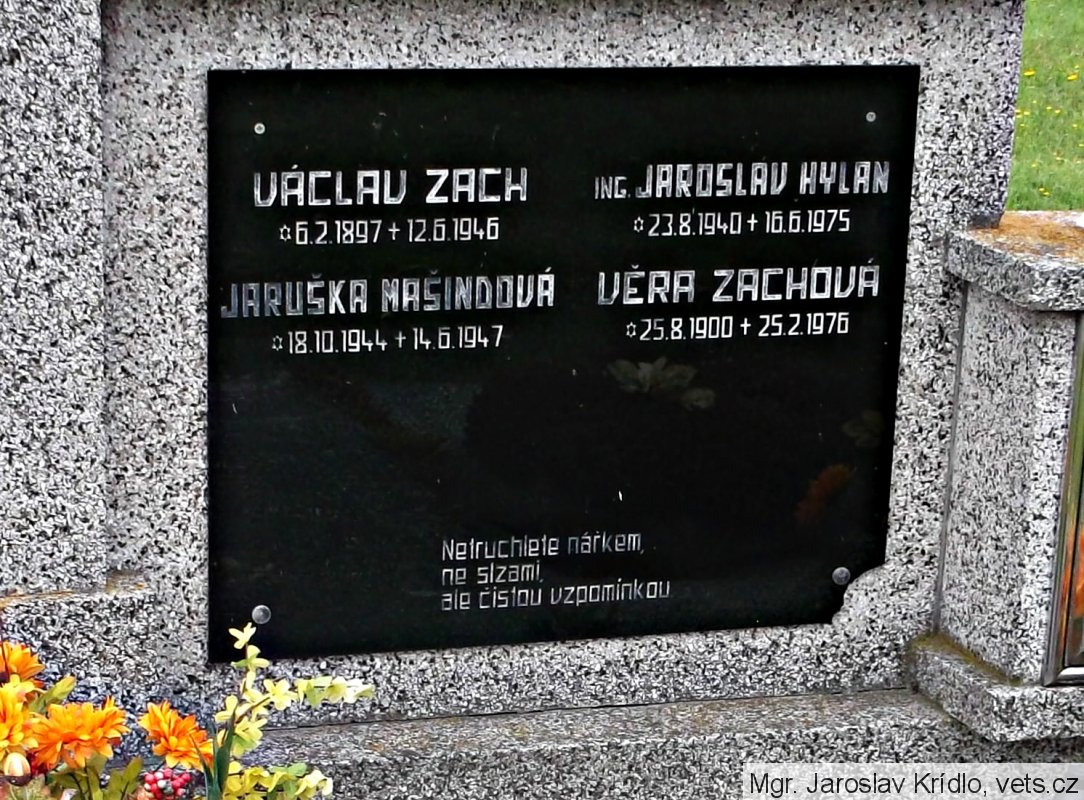 VÁCLAV ZACH
✡6.2.1897+12.6.1946
JARUŠKA MAŠINDOVÁ
✡18.10.1944+14.6.1947
ING. JAROSLAV HYLAN
✡23.8.1940+16.6.1975
VĚRA ZACHOVÁ
✡25.8.1900+25.2.1976
Netruchlete nářkem,
ne slzami,
ale čistou vzpomínkou
Mgr. Jaroslav Krídlo, vets.cz